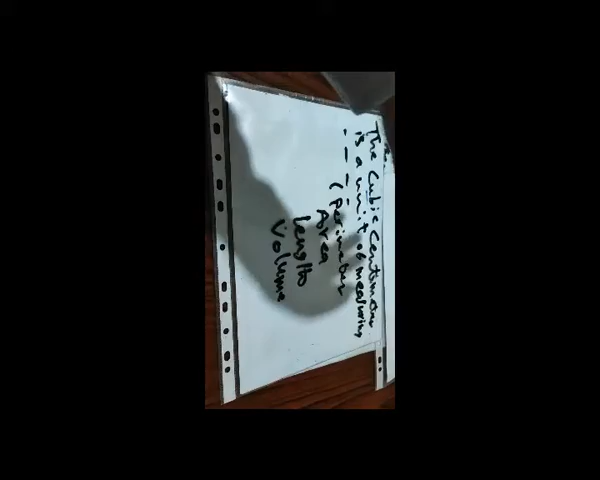 The Cubic Centimeter
is a unit of measuring
- - - -
( Perimeter
Area
length
Volume